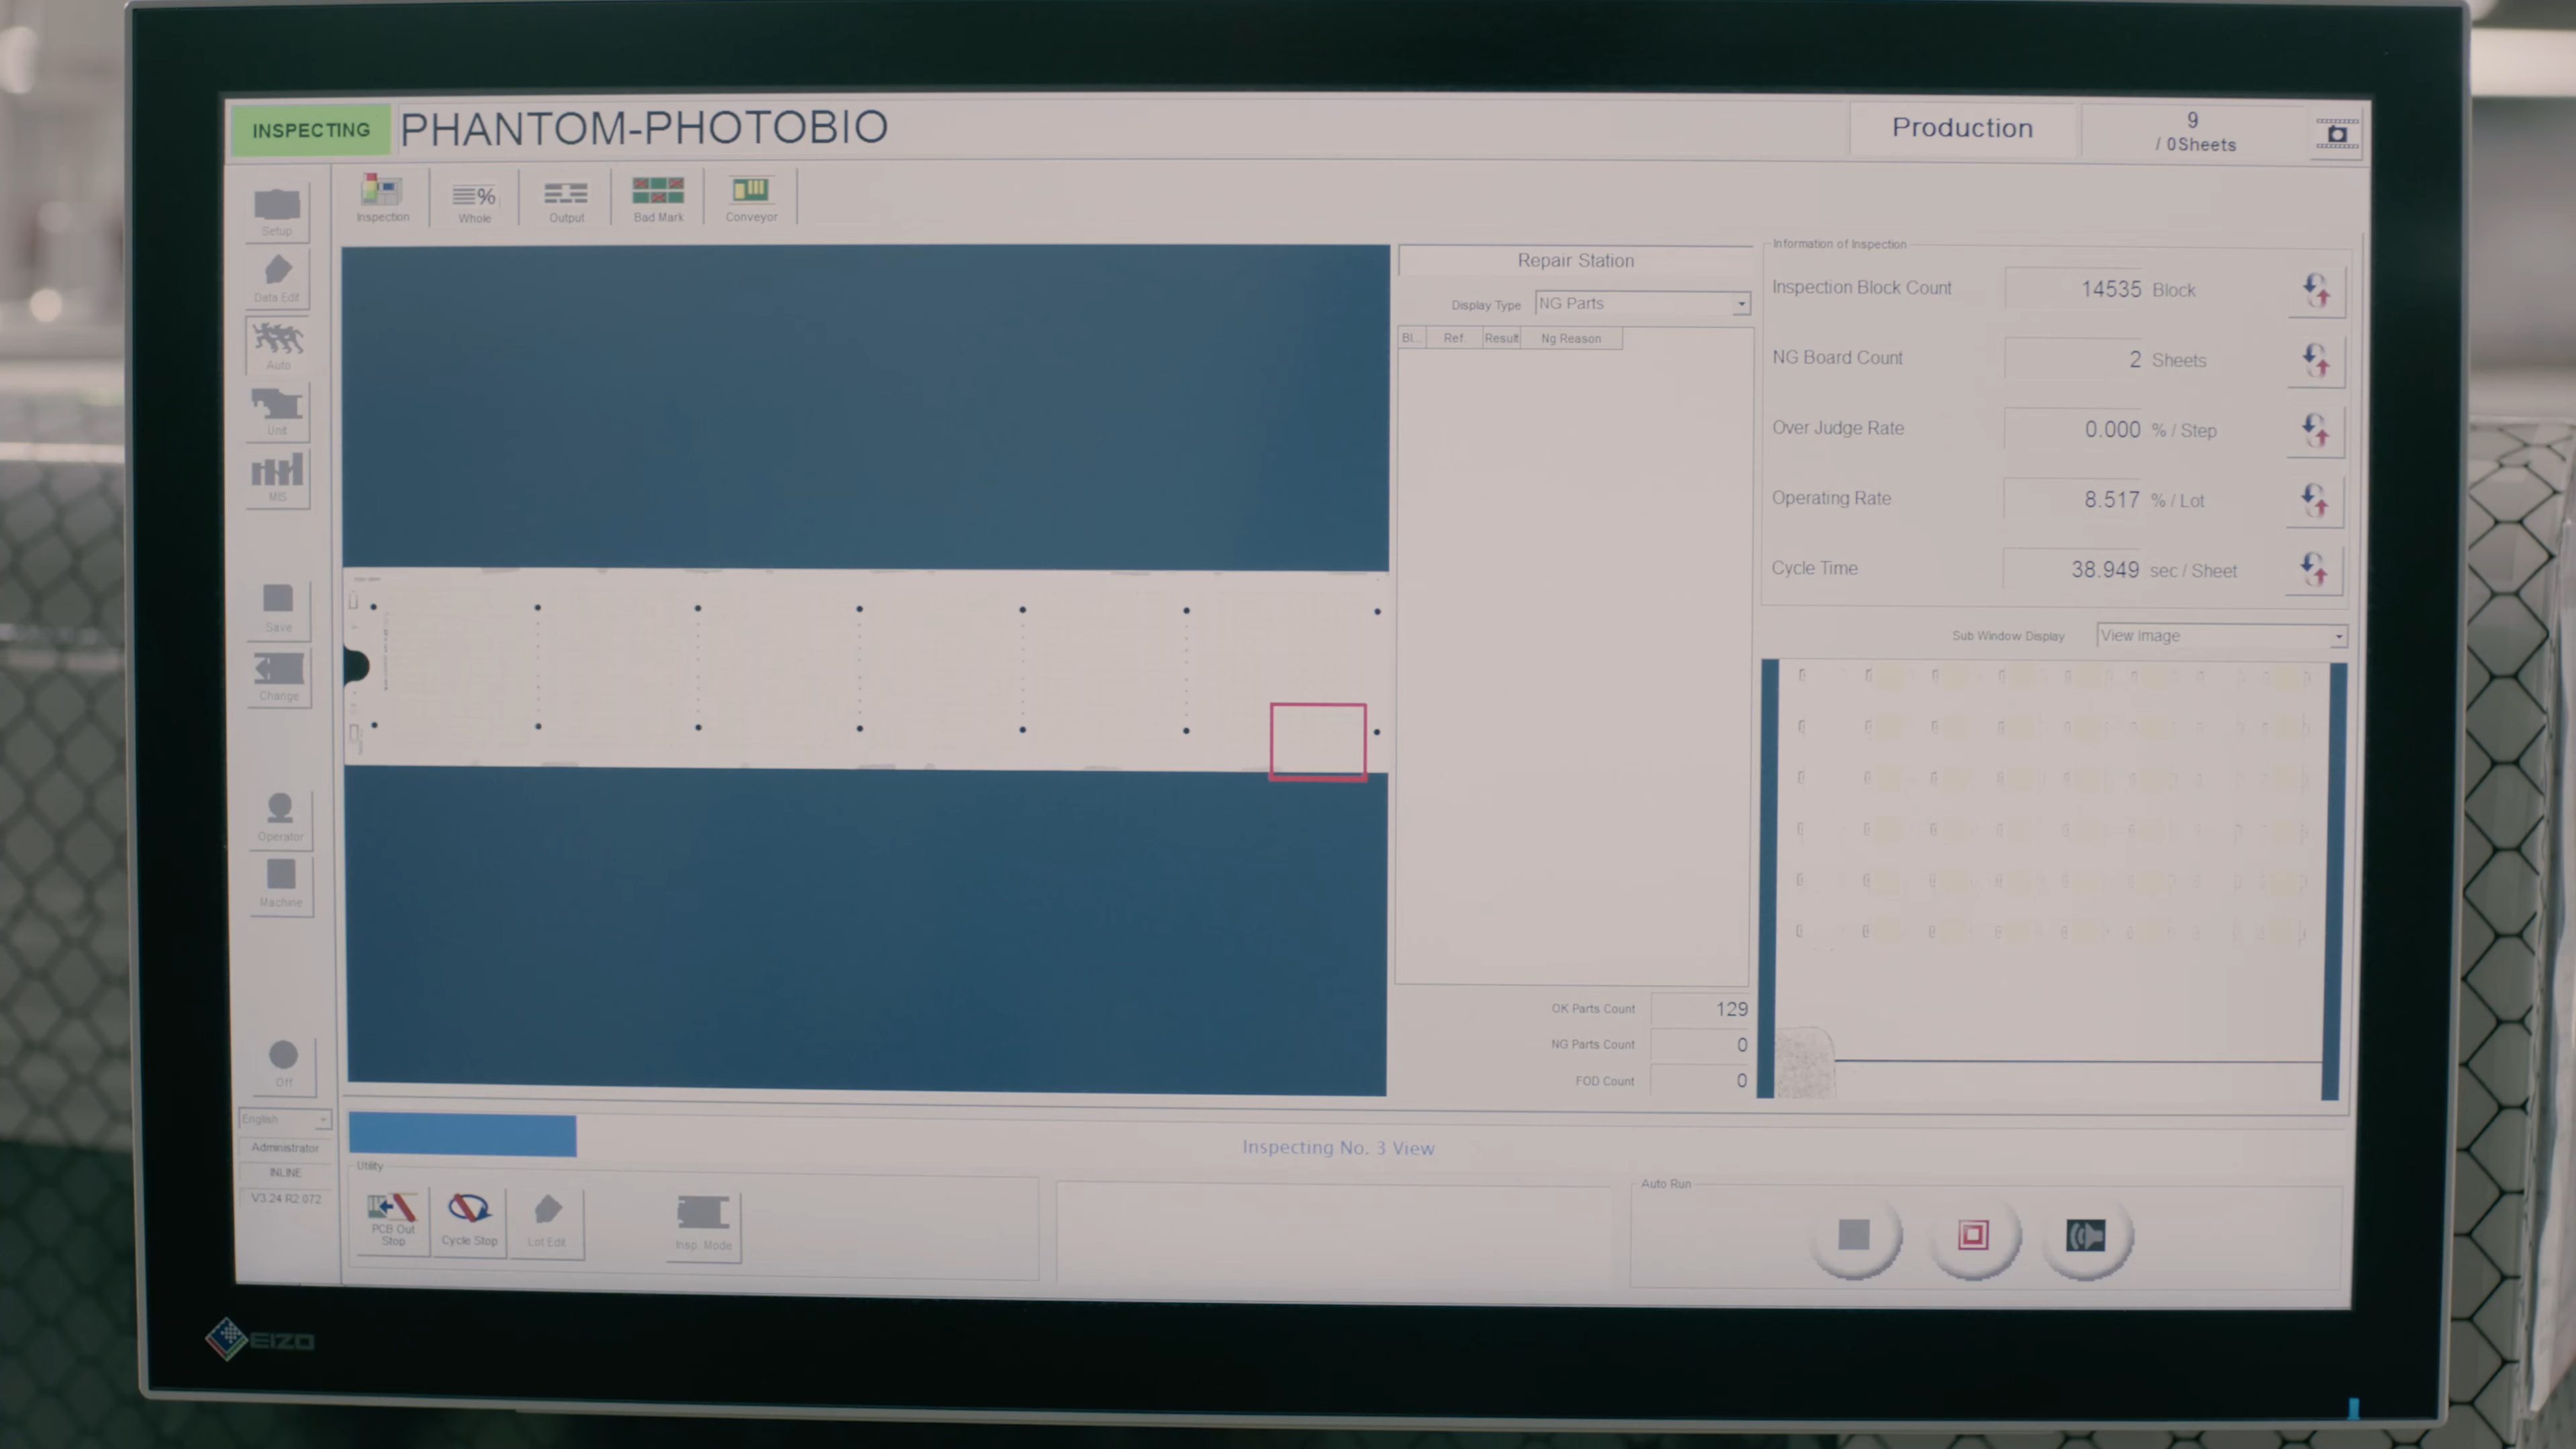 INSPECTING
PHANTOM-PHOTOBIO
Production
9
/ 0Sheets
Setup
Data Edit
Auto
Unit
MIS
Save
Change
Operator
Machine
Off
English
Administrator
INLINE
V3.24 R2 072
Inspection
Whole
Output
Bad Mark
Conveyor
Repair Station
Display Type NG Parts
Bl... Ref. Result Ng Reason
OK Parts Count 129
NG Parts Count 0
FOD Count 0
Information of Inspection
Inspection Block Count 14535 Block
NG Board Count 2 Sheets
Over Judge Rate 0.000 % / Step
Operating Rate 8.517 % / Lot
Cycle Time 38.949 sec / Sheet
Sub Window Display View Image
Inspecting No. 3 View
Utility
PCB Out
Stop
Cycle Stop
Lot Edit
Insp. Mode
Auto Run
EIZO